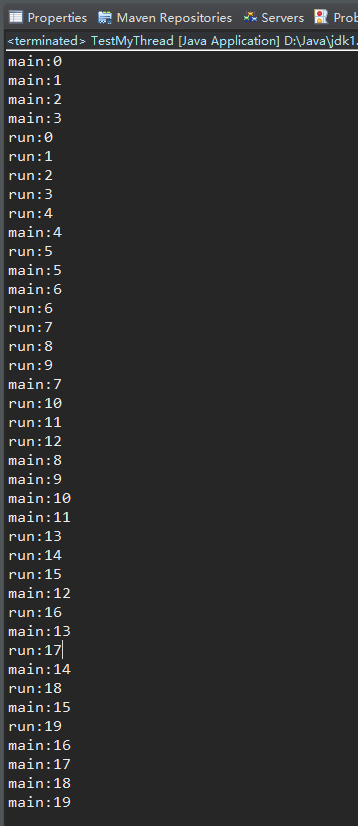 Properties Maven Repositories Servers Prob
<terminated> TestMyThread [Java Application] D:\Java\jdk1.
main:0
main:1
main:2
main:3
run:0
run:1
run:2
run:3
run:4
main:4
run:5
main:5
main:6
run:6
run:7
run:8
run:9
main:7
run:10
run:11
run:12
main:8
main:9
main:10
main:11
run:13
run:14
run:15
main:12
run:16
main:13
run:17
main:14
run:18
main:15
run:19
main:16
main:17
main:18
main:19